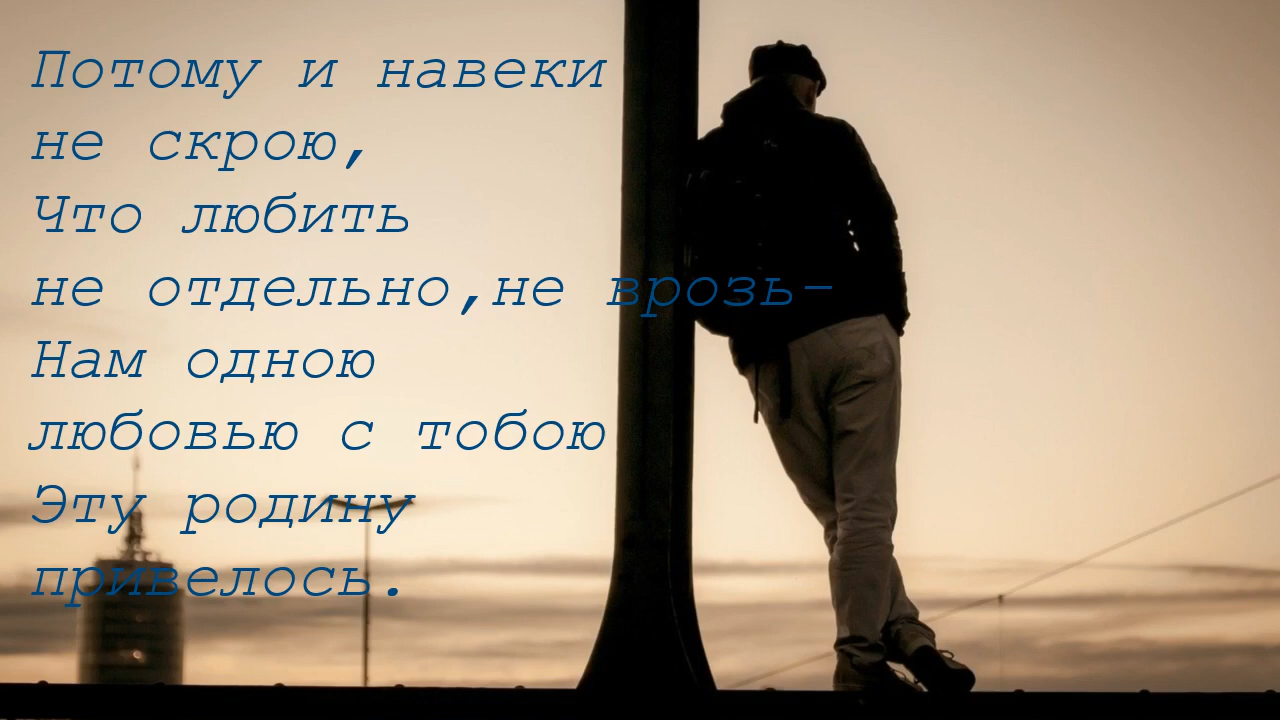 Потому и навеки
не скрою,
Что любить
не отдельно,не врозь-
Нам одною
любовью с тобою
Эту родину
привелось.